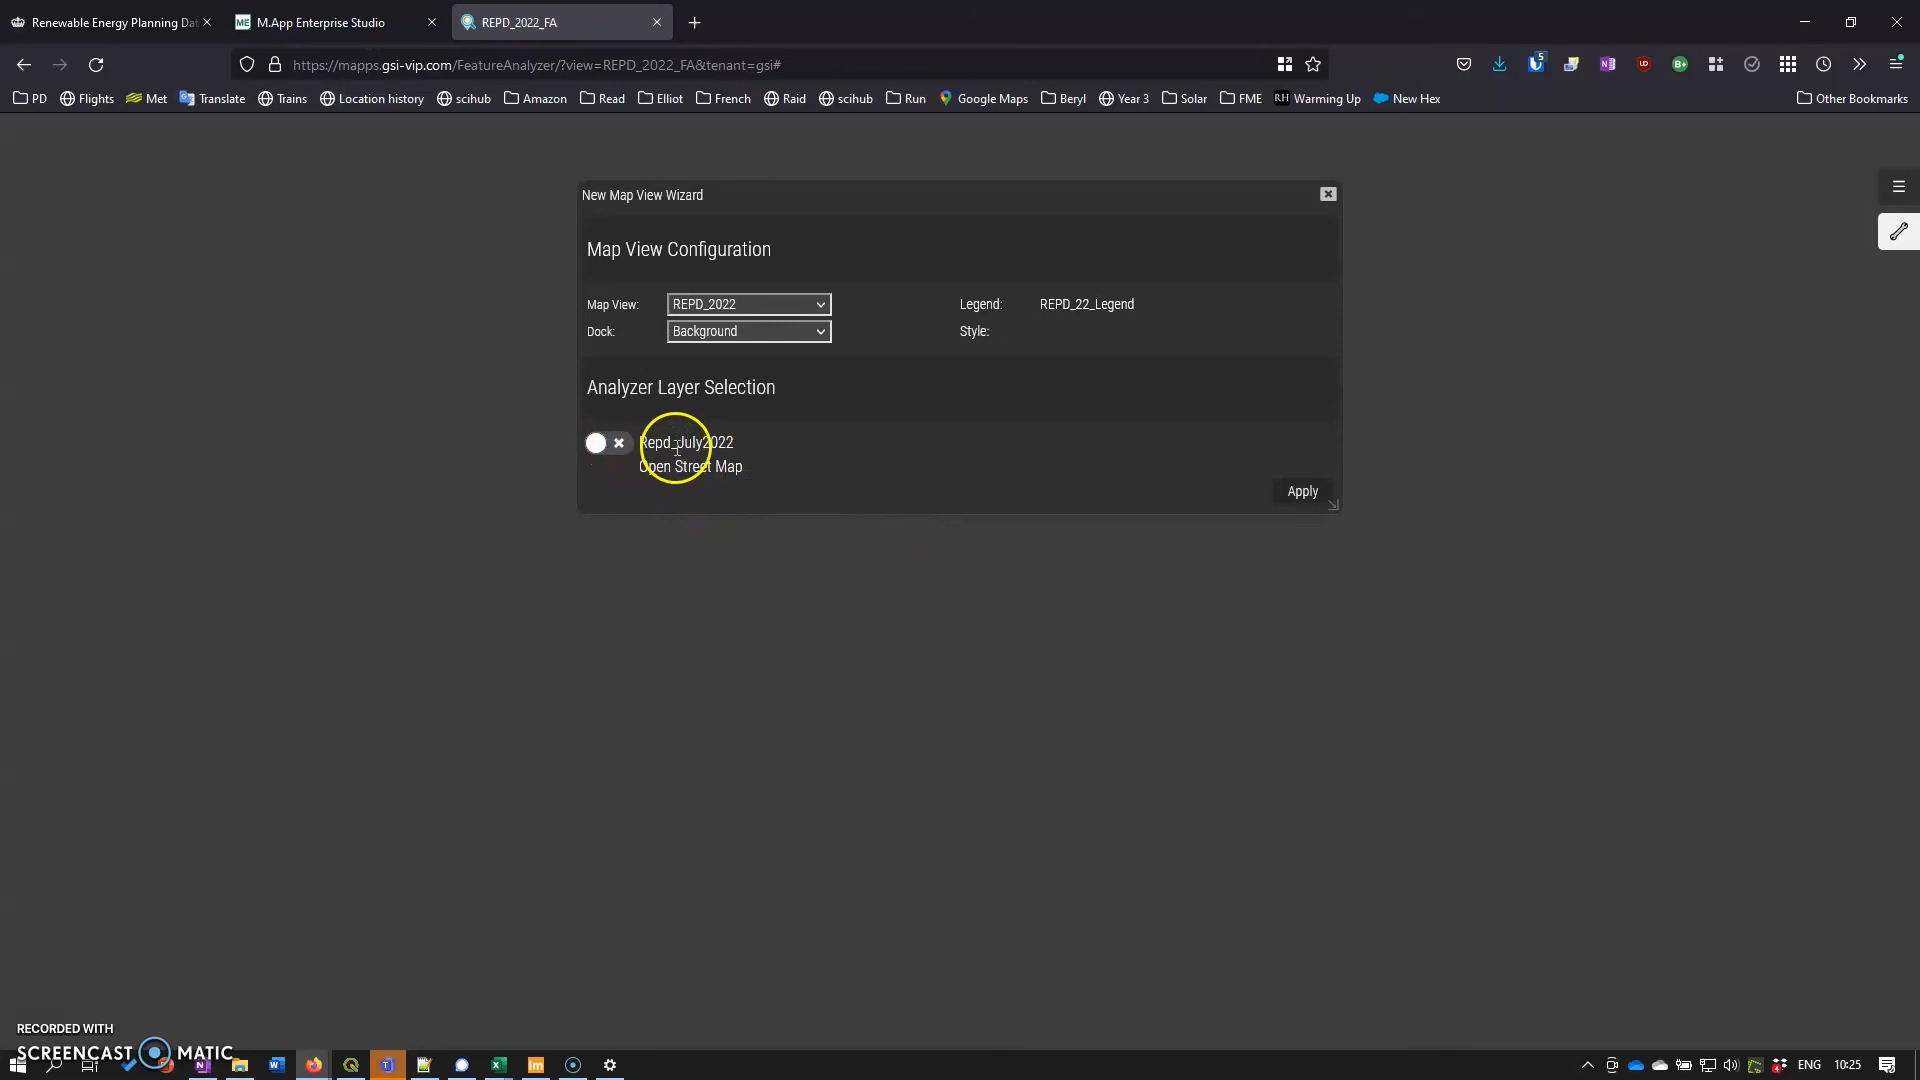 Renewable Energy Planning Dat
ME M.App Enterprise Studio
REPD_2022_FA
https://mapps.gsi-vip.com/FeatureAnalyzer/?view=REPD_2022_FA&tenant=gsi#
PD Flights Met Translate Trains Location history scihub Amazon Read Elliot French Raid scihub Run Google Maps Beryl Year 3 Solar FME RH Warming Up New Hex Other Bookmarks
New Map View Wizard
Map View Configuration
Map View: REPD_2022 Legend: REPD_22_Legend
Dock: Background Style:
Analyzer Layer Selection
Repd_July2022
Open Street Map
Apply
RECORDED WITH
SCREENCAST MATIC
ENG 10:25